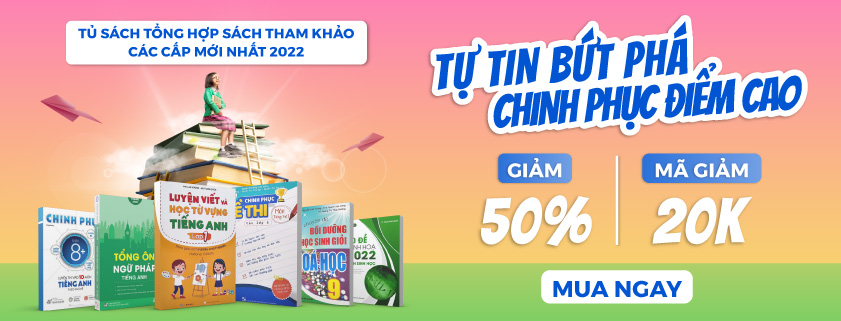 TỦ SÁCH TỔNG HỢP SÁCH THAM KHẢO
CÁC CẤP MỚI NHẤT 2022
TỰ TIN BỨT PHÁ
CHINH PHỤC ĐIỂM CAO
GIẢM
50%
MÃ GIẢM
20K
MUA NGAY
CHINH PHỤ
8+
TIẾNG ANH
TỔNG ÔN
NGỮ PHÁP
TIẾNG ANH
LUYỆN VIẾT VÀ
HỌC TỪ VỰNG
TIẾNG ANH
CHINH PHỤC
ĐỀ THI
BỒI DƯỠNG
HỌC SINH GIỎI
HÓA HỌC
9
ĐỀ
2022